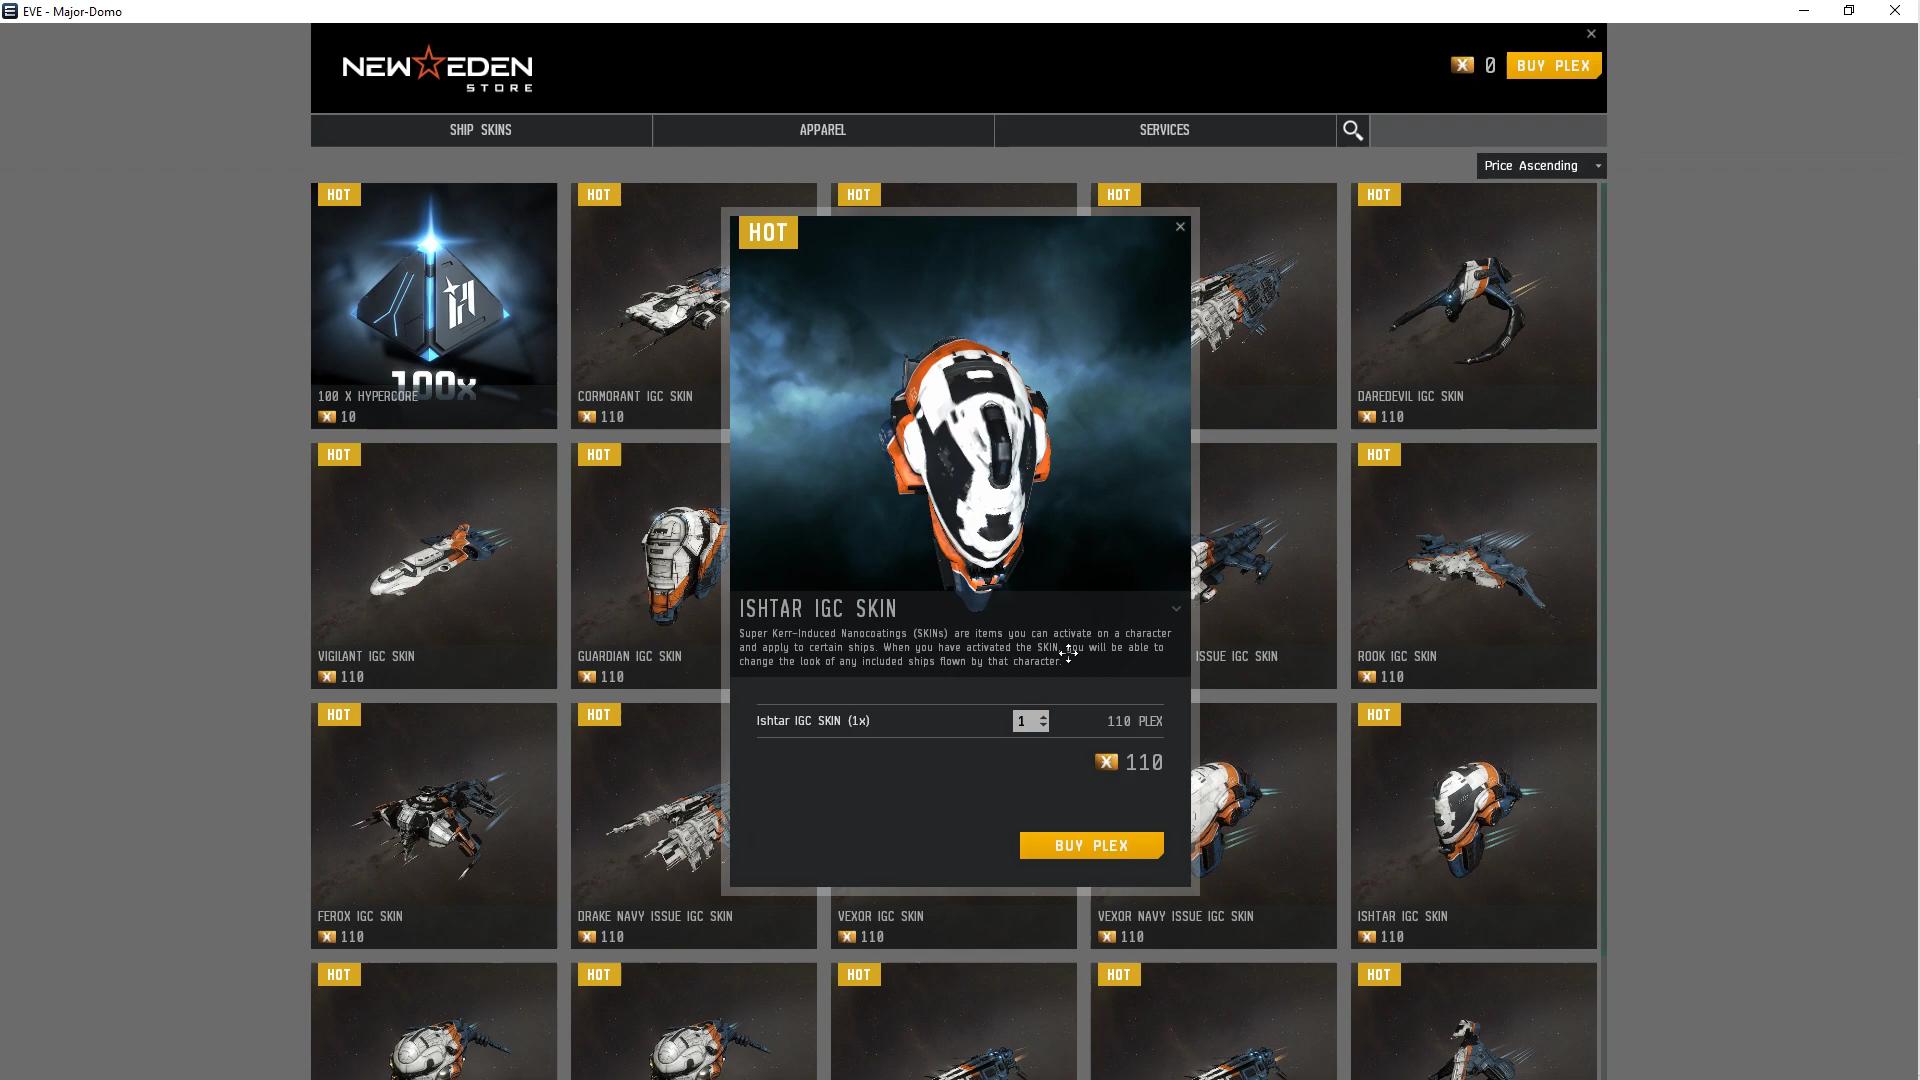 EVE - Major-Domo
NEW EDEN
STORE
0
BUY PLEX
SHIP SKINS
APPAREL
SERVICES
Price Ascending
HOT
100x
100 X HYPERCORE
10
HOT
CORMORANT IGC SKIN
110
HOT
HOT
HOT
DAREDEVIL IGC SKIN
110
HOT
VIGILANT IGC SKIN
110
HOT
GUARDIAN IGC SKIN
110
ISSUE IGC SKIN
HOT
ROOK IGC SKIN
110
HOT
ISHTAR IGC SKIN
Super Kerr-Induced Nanocoatings (SKINs) are items you can activate on a character
and apply to certain ships. When you have activated the SKIN, you will be able to
change the look of any included ships flown by that character.
Ishtar IGC SKIN (1x)
1
110 PLEX
110
BUY PLEX
HOT
FEROX IGC SKIN
110
HOT
DRAKE NAVY ISSUE IGC SKIN
110
VEXOR IGC SKIN
110
VEXOR NAVY ISSUE IGC SKIN
110
HOT
ISHTAR IGC SKIN
110
HOT
HOT
HOT
HOT
HOT